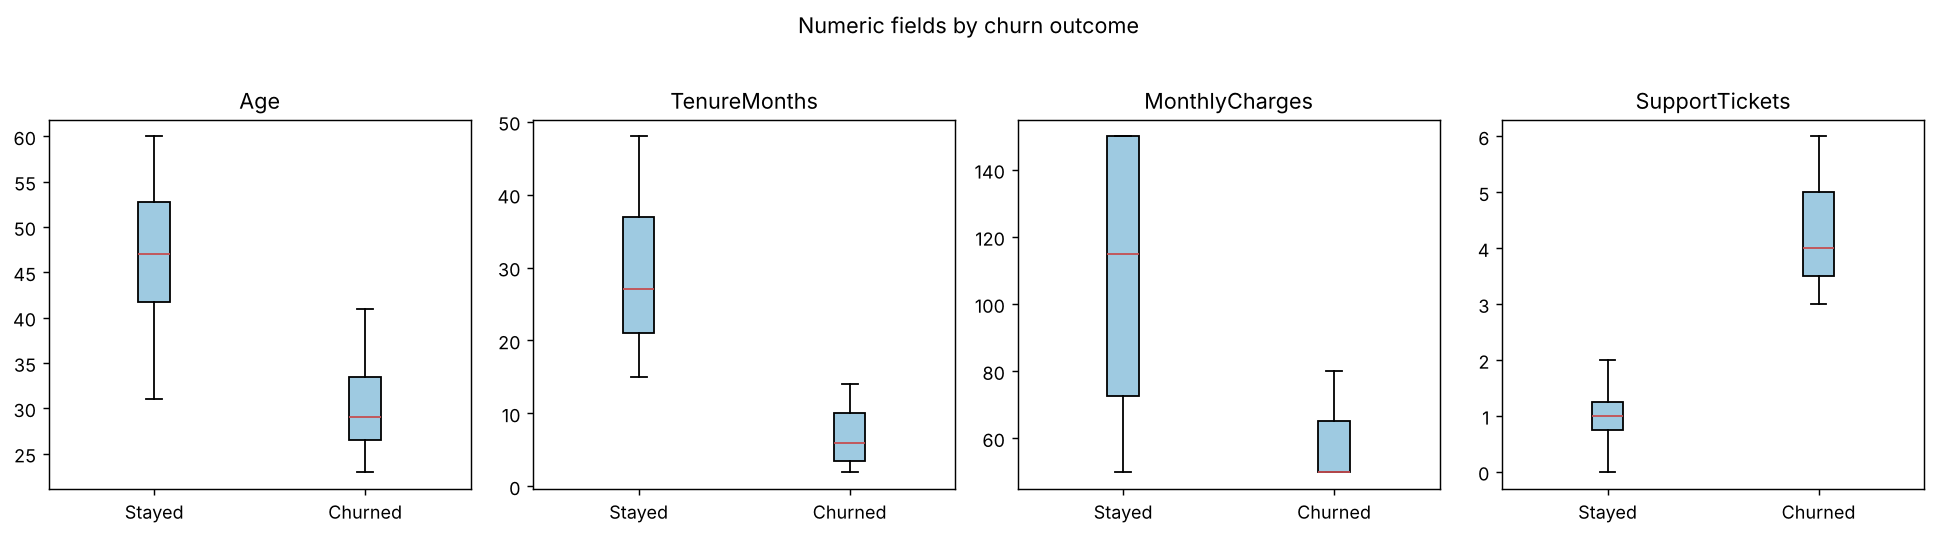 Numeric fields by churn outcome
Age
60
55
50
45
40
35
30
25
Stayed
Churned
TenureMonths
50
40
30
20
10
0
Stayed
Churned
MonthlyCharges
140
120
100
80
60
Stayed
Churned
SupportTickets
6
5
4
3
2
1
0
Stayed
Churned